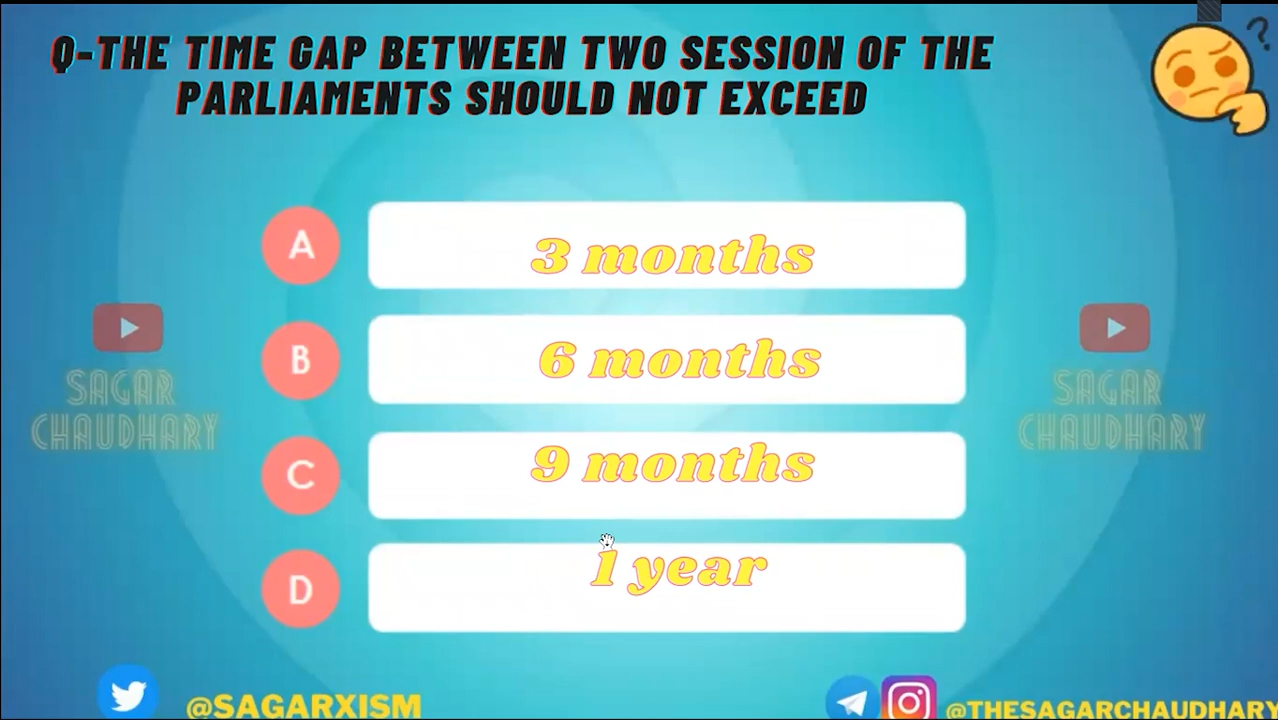 Q-THE TIME GAP BETWEEN TWO SESSION OF THE
PARLIAMENTS SHOULD NOT EXCEED
A
3 months
B
6 months
SAGAR
CHAUDHARY
SAGAR
CHAUDHARY
C
9 months
D
1 year
@SAGARXISM
@THESAGARCHAUDHARY